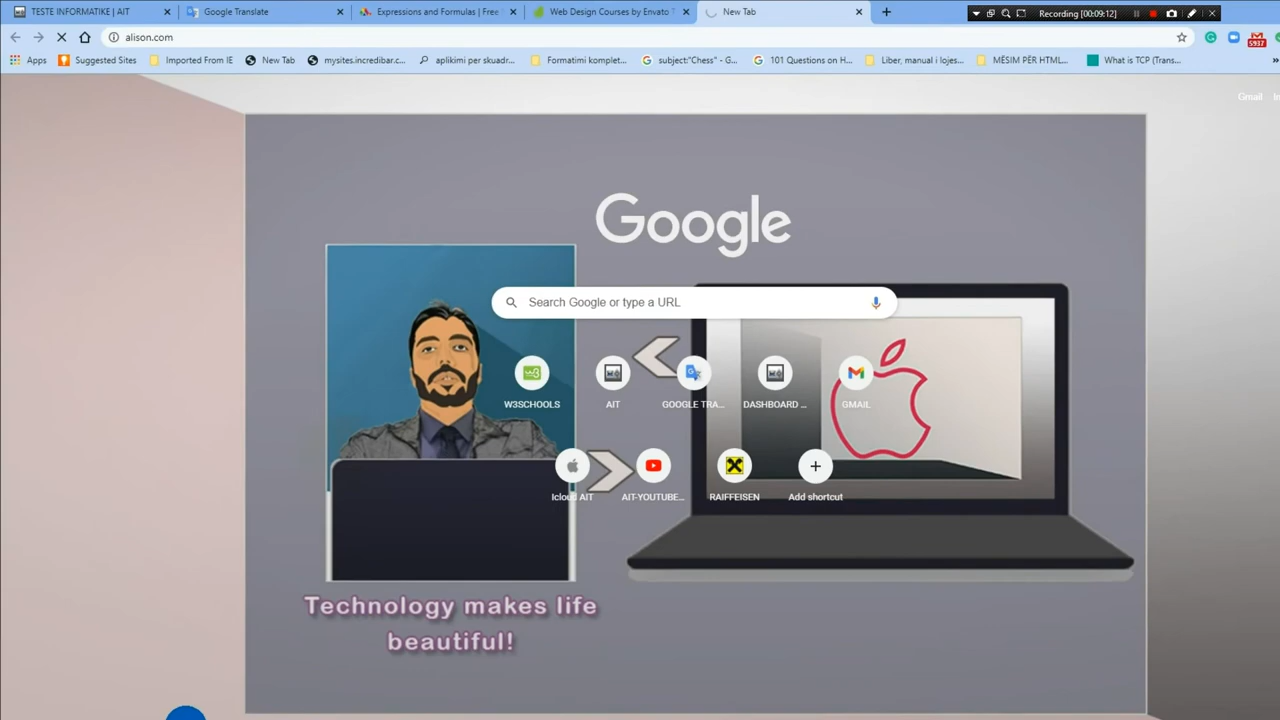 TESTE INFORMATIKE | AIT
Google Translate
Expressions and Formulas | Free
Web Design Courses by Envato T
New Tab
Recording [00:09:12]
alison.com
5937
Apps
Suggested Sites
Imported From IE
New Tab
mysites.incredibar.c...
aplikimi per skuadr...
Formatimi komplet...
subject:"Chess" - G...
101 Questions on H...
Liber, manual i lojes...
MËSIM PËR HTML...
What is TCP (Trans...
»
Gmail
Google
Search Google or type a URL
W3SCHOOLS
AIT
GOOGLE TRA...
DASHBOARD ...
GMAIL
Icloud AIT
AIT-YOUTUBE...
RAIFFEISEN
Add shortcut
Technology makes life
beautiful!